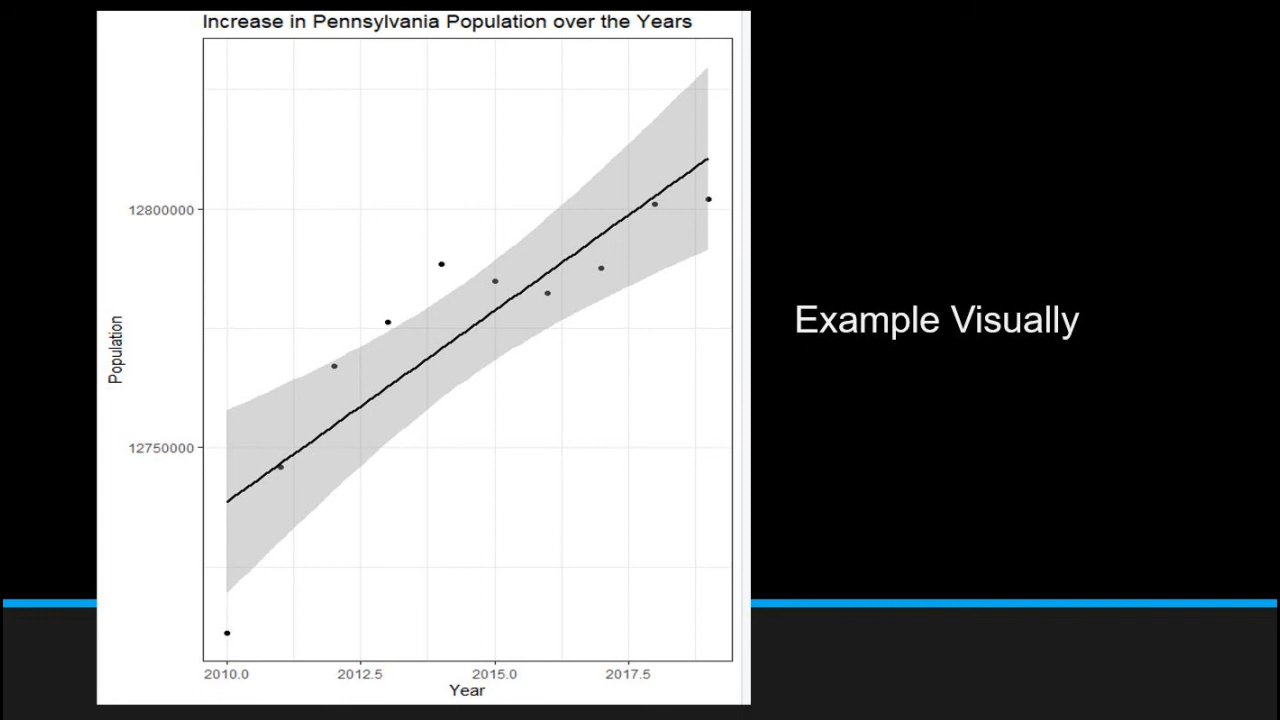 Increase in Pennsylvania Population over the Years
12800000
Population
12750000
2010.0 2012.5 2015.0 2017.5
Year
Example Visually